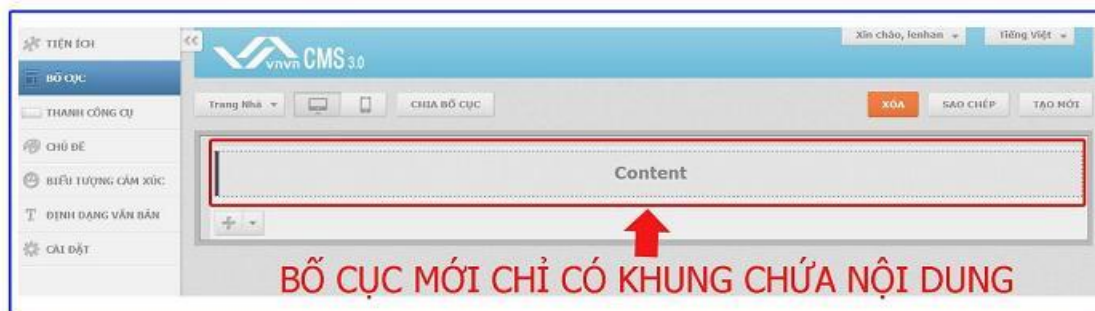 TIỆN ÍCH
BỐ CỤC
THANH CÔNG CỤ
CHỦ ĐỀ
BIỂU TƯỢNG CẢM XÚC
T ĐỊNH DẠNG VĂN BẢN
CÀI ĐẶT
<<
vnvn CMS 3.0
Xin chào, lenhan
Tiếng Việt
Trang Nhà
CHIA BỐ CỤC
XÓA
SAO CHÉP
TẠO MỚI
Content
BỐ CỤC MỚI CHỈ CÓ KHUNG CHỨA NỘI DUNG